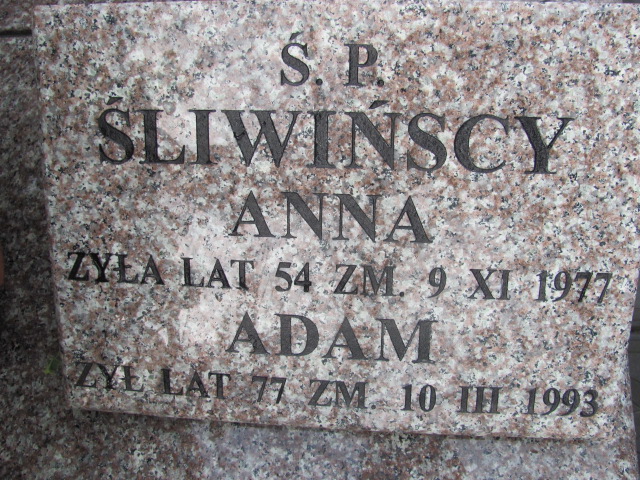 Ś. P.
ŚLIWIŃSCY
ANNA
ŻYŁA LAT 54 ZM. 9 XI 1977
ADAM
ŻYŁ LAT 77 ZM. 10 III 1993